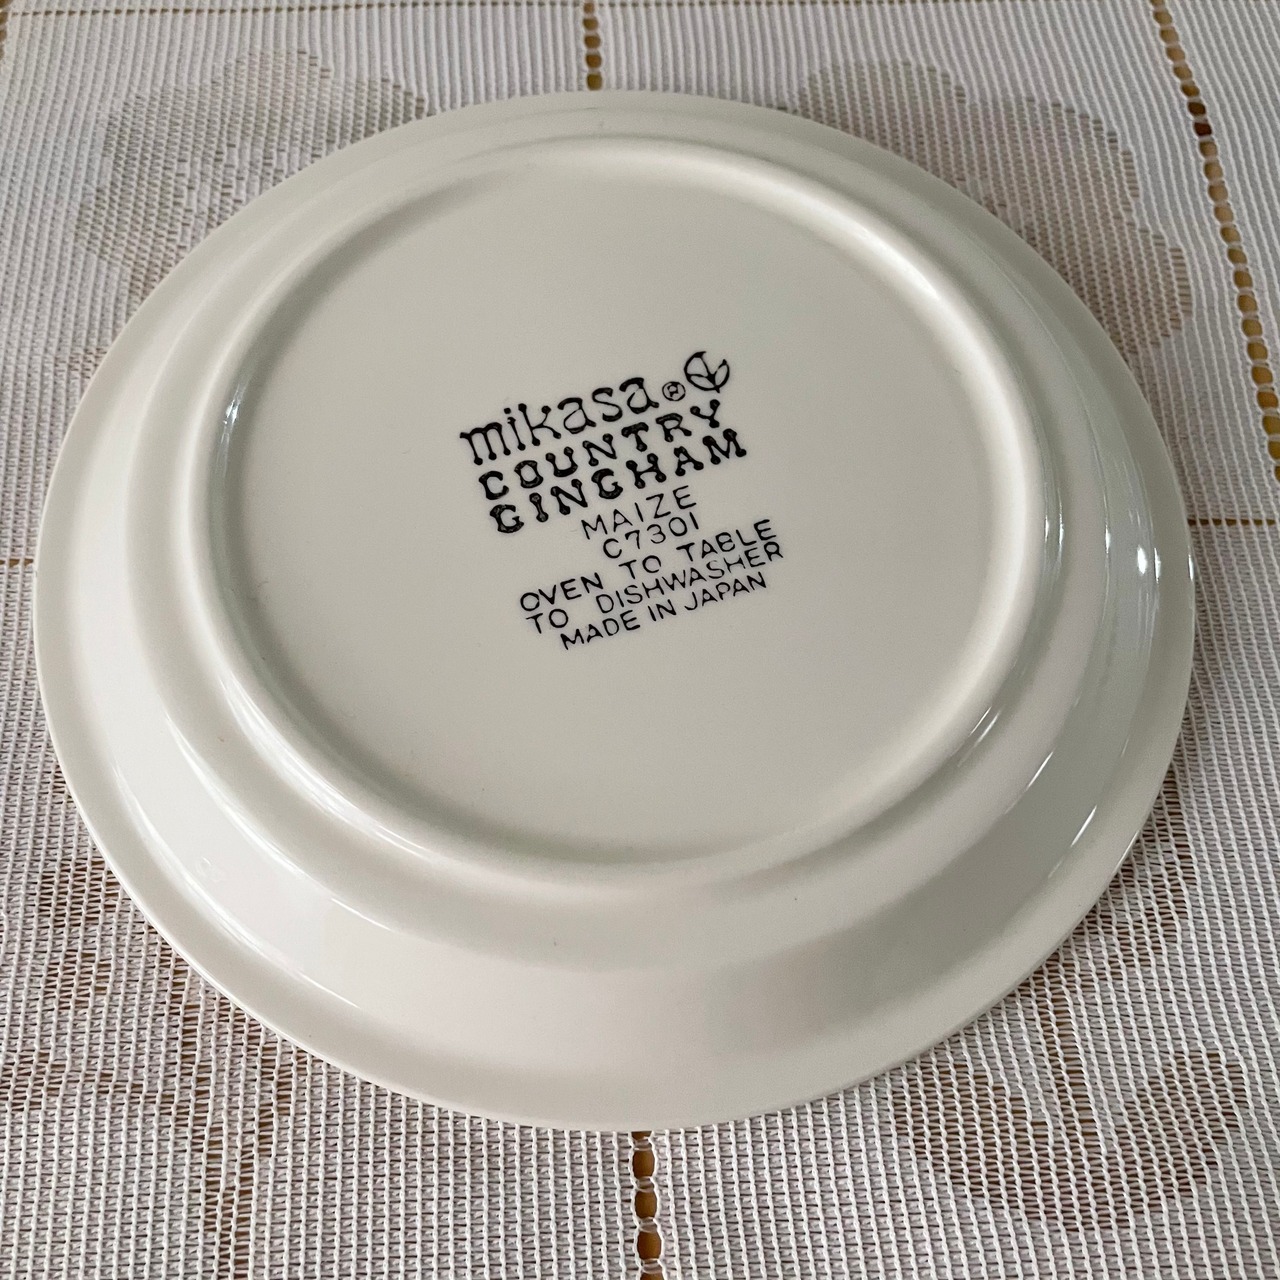 mikasa ®
COUNTRY
GINGHAM
MAIZE
C7301
OVEN TO TABLE
TO DISHWASHER
MADE IN JAPAN